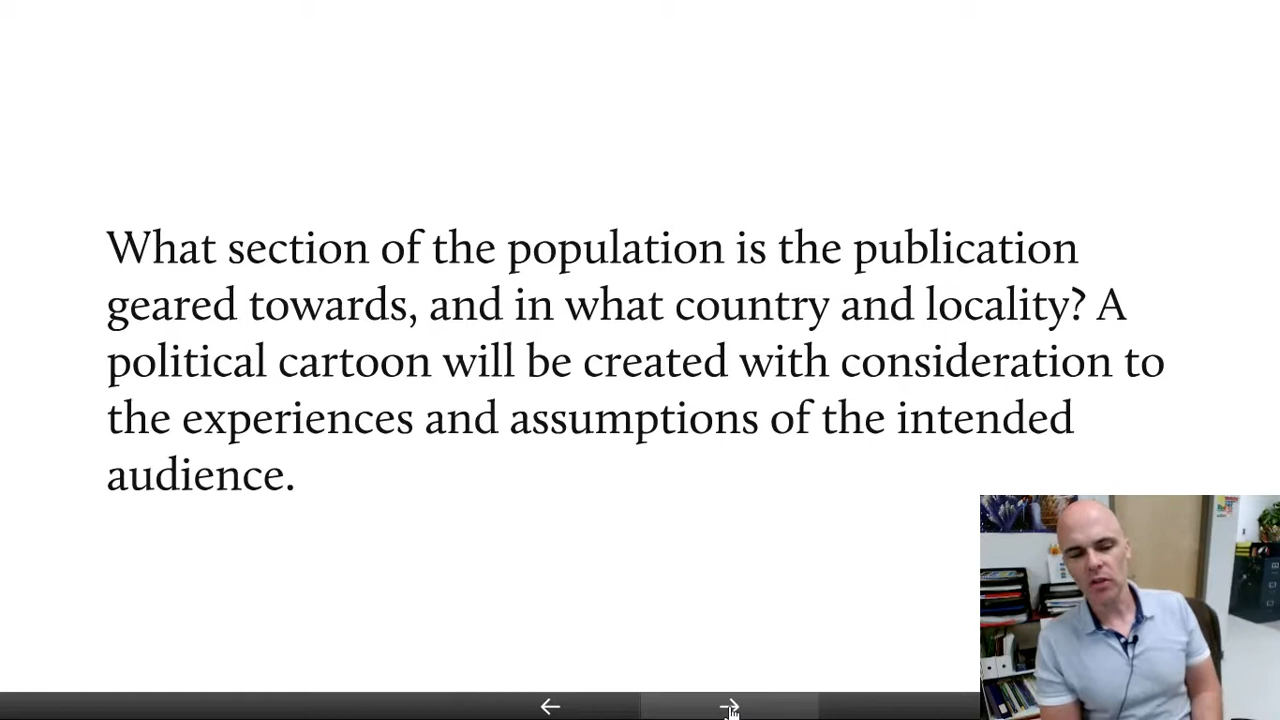 What section of the population is the publication
geared towards, and in what country and locality? A
political cartoon will be created with consideration to
the experiences and assumptions of the intended
audience.